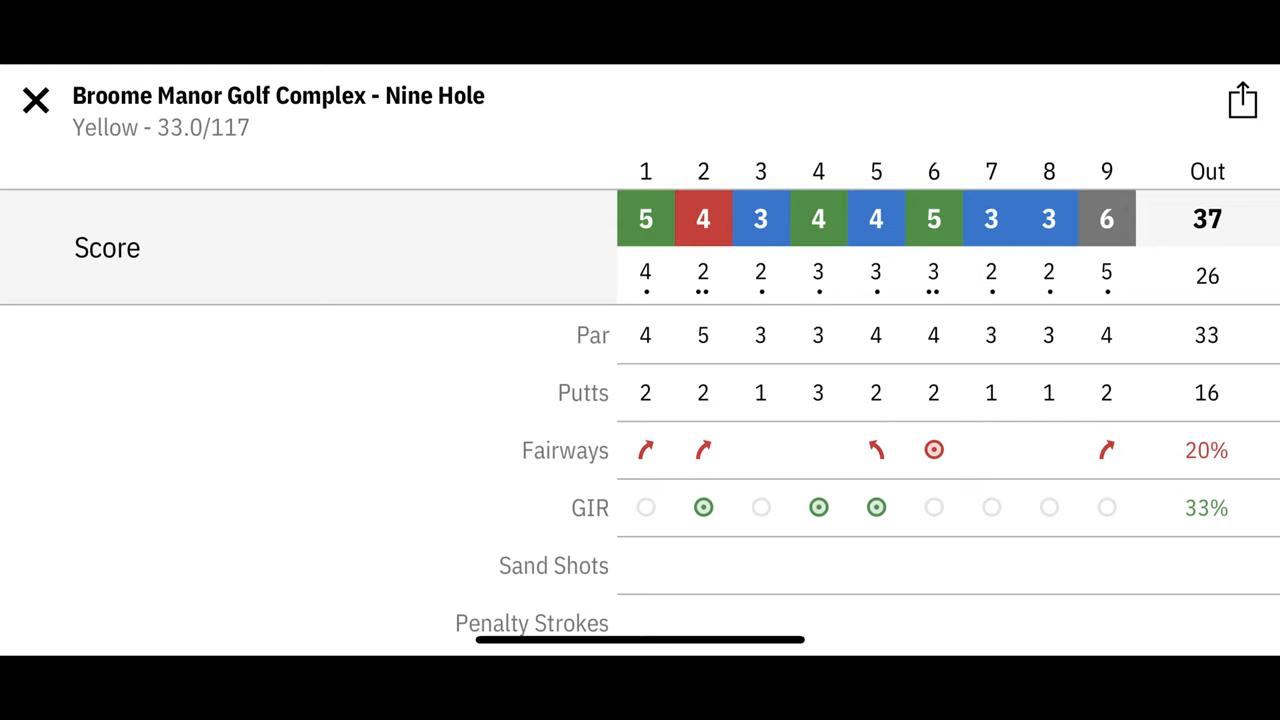 Broome Manor Golf Complex - Nine Hole
Yellow - 33.0/117
1 2 3 4 5 6 7 8 9 Out
Score 5 4 3 4 4 5 3 3 6 37
4 2 2 3 3 3 2 2 5 26
Par 4 5 3 3 4 4 3 3 4 33
Putts 2 2 1 3 2 2 1 1 2 16
Fairways 20%
GIR 33%
Sand Shots
Penalty Strokes